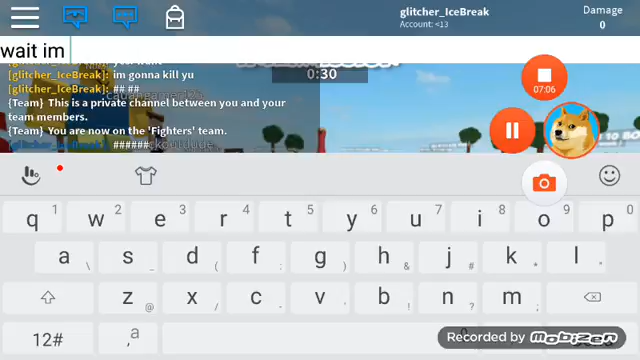 glitcher_IceBreak
Account: <13
Damage
0
wait im
[glitcher_IceBreak]: im gonna kill yu
[glitcher_IceBreak]: ## ##
{Team} This is a private channel between you and your
team members.
{Team} You are now on the 'Fighters' team.
######
0:30
07:06
q 1 w 2 e 3 r 4 t 5 y 6 u 7 i 8 o 9 p 0
a \ s _ d ( f : g ) h & j # k * l "
z @ x / c - v ' b ! n ? m ;
12# , a
Recorded by MOBIZEN